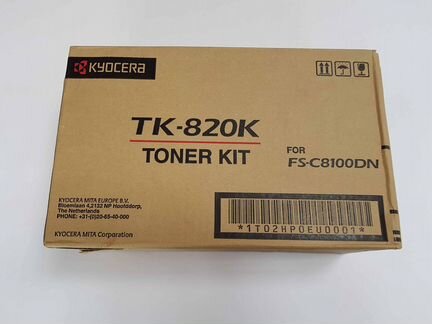 KYOCERA
TK-820K
TONER KIT
FOR
FS-C8100DN
KYOCERA MITA EUROPE B.V.
Bloemlaan 4,2132 NP Hoofddorp,
The Netherlands
PHONE: +31-(0)20-65-40-000
KYOCERA MITA Corporation
*1T02HP0EU0001*